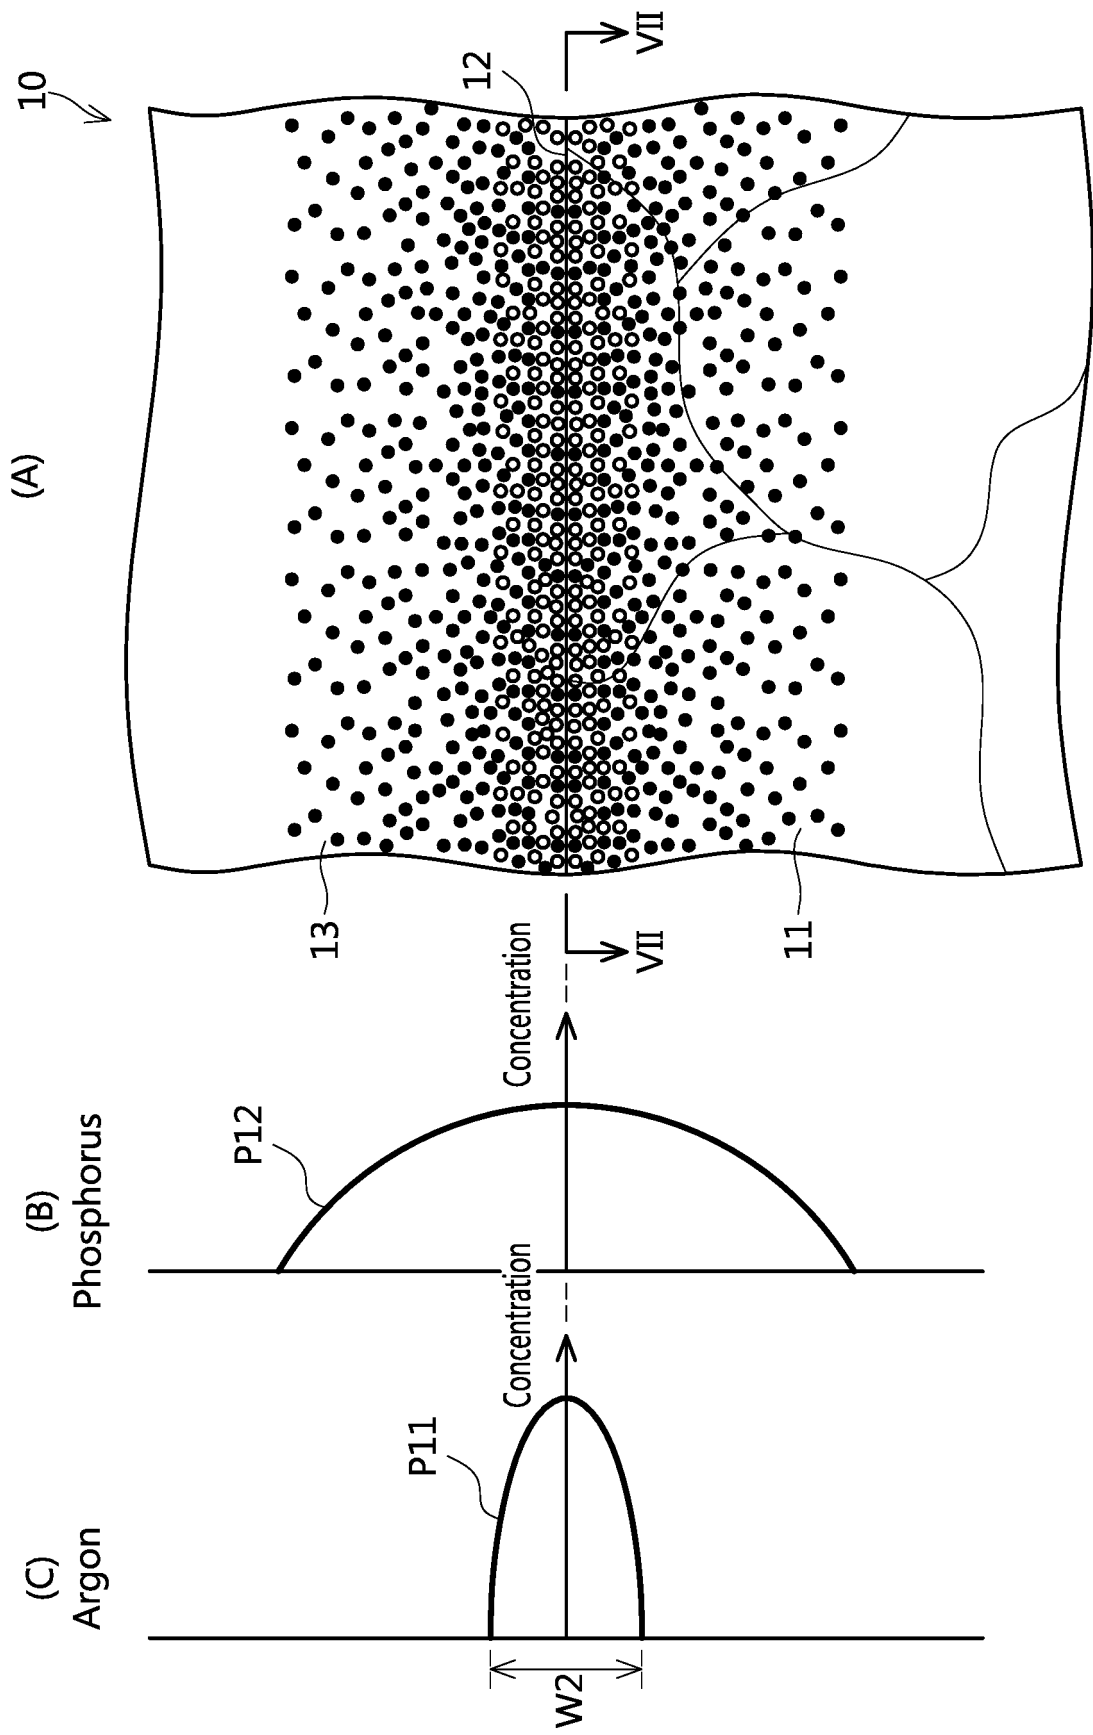 (A)
10
12
VII
VII
13
11
(B)
Phosphorus
P12
Concentration
(C)
Argon
P11
Concentration
W2